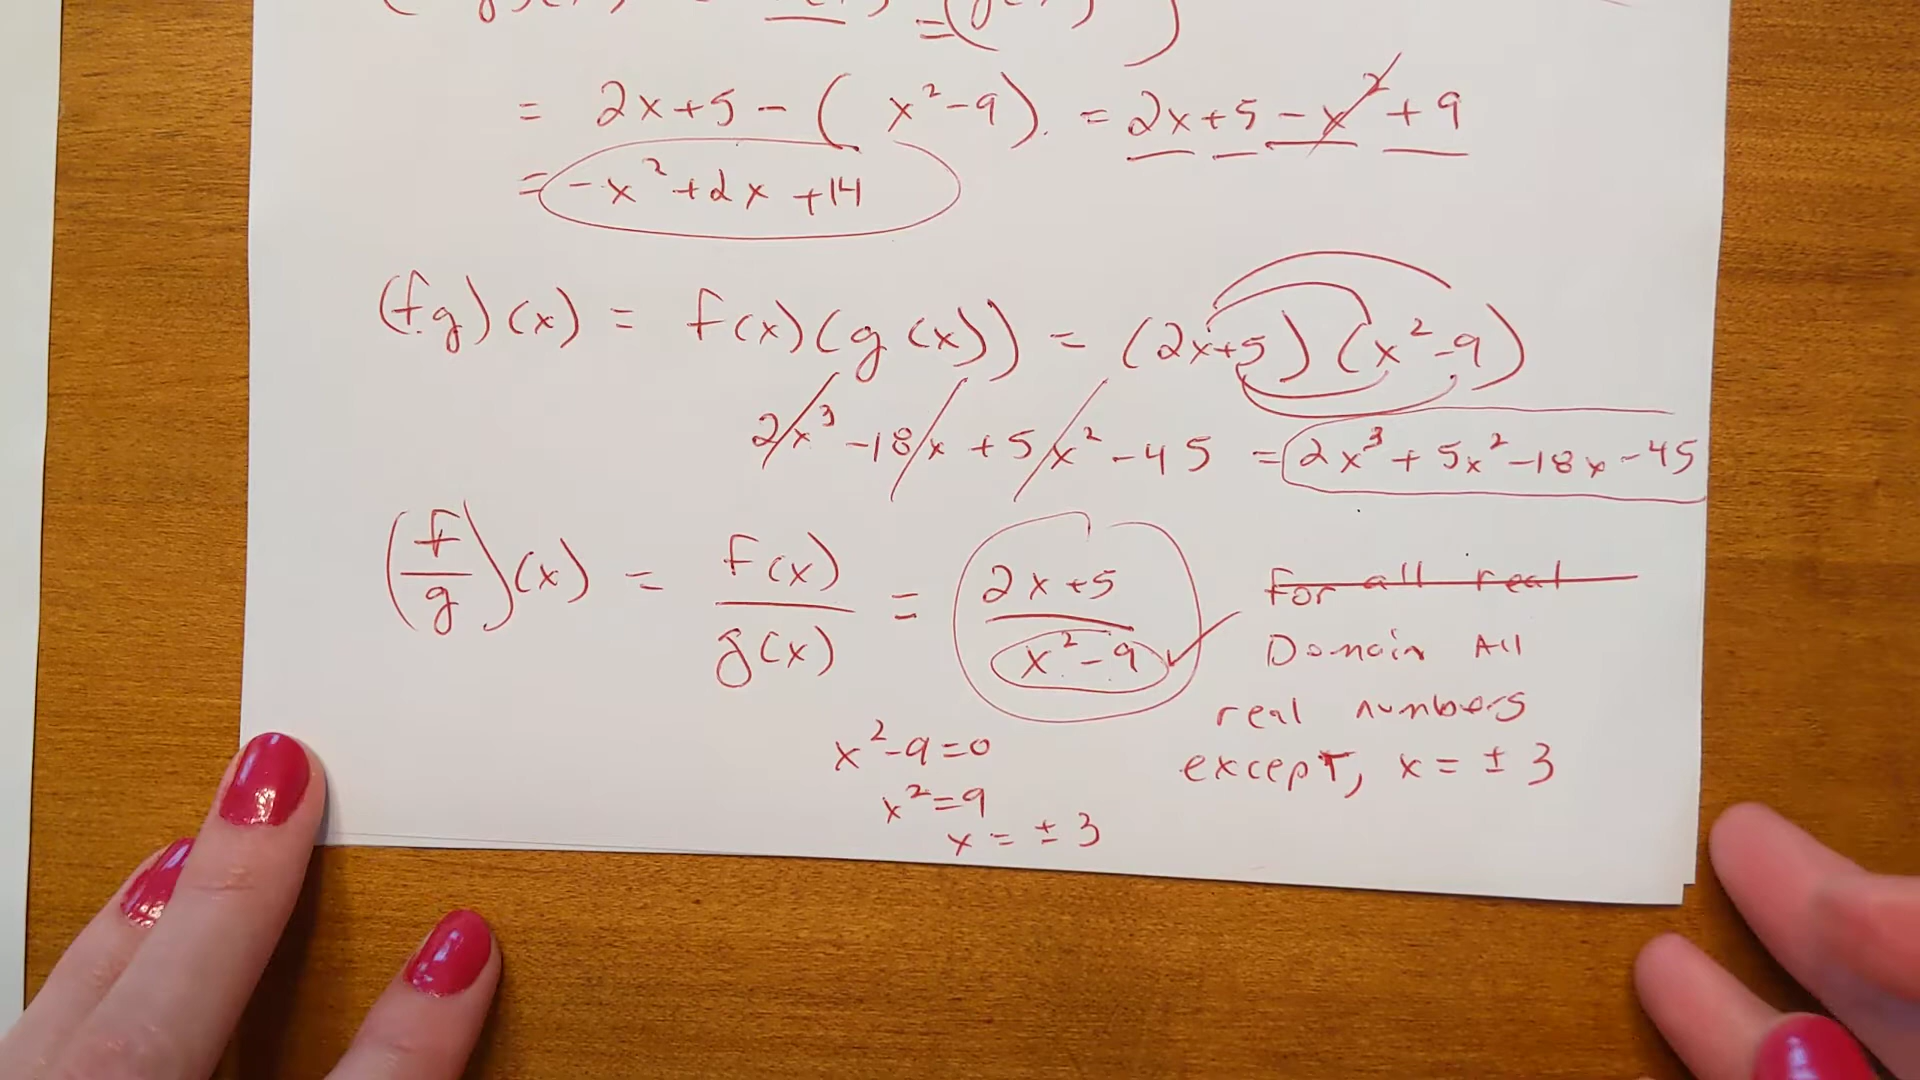 = 2x+5 - ( x²-9) = 2x+5 - x² + 9
= -x² + 2x + 14
(fg)(x) = f(x)(g(x)) = (2x+5)(x²-9)
2x³ - 18x + 5x² - 45 = 2x³ + 5x² - 18x - 45
(f/g)(x) = f(x)/g(x) = (2x+5)/(x²-9)
for all real
Domain All
real numbers
except, x = ± 3
x²-9=0
x²=9
x = ± 3